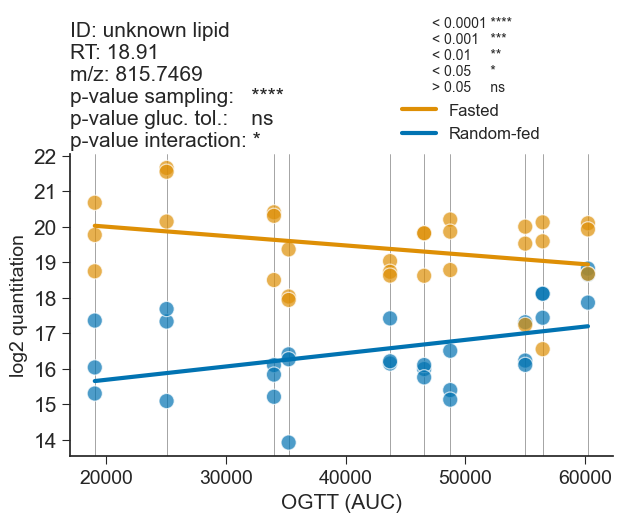 ID: unknown lipid
RT: 18.91
m/z: 815.7469
p-value sampling: ****
p-value gluc. tol.: ns
p-value interaction: *
< 0.0001 ****
< 0.001 ***
< 0.01 **
< 0.05 *
> 0.05 ns
Fasted
Random-fed
log2 quantitation
22
21
20
19
18
17
16
15
14
20000 30000 40000 50000 60000
OGTT (AUC)